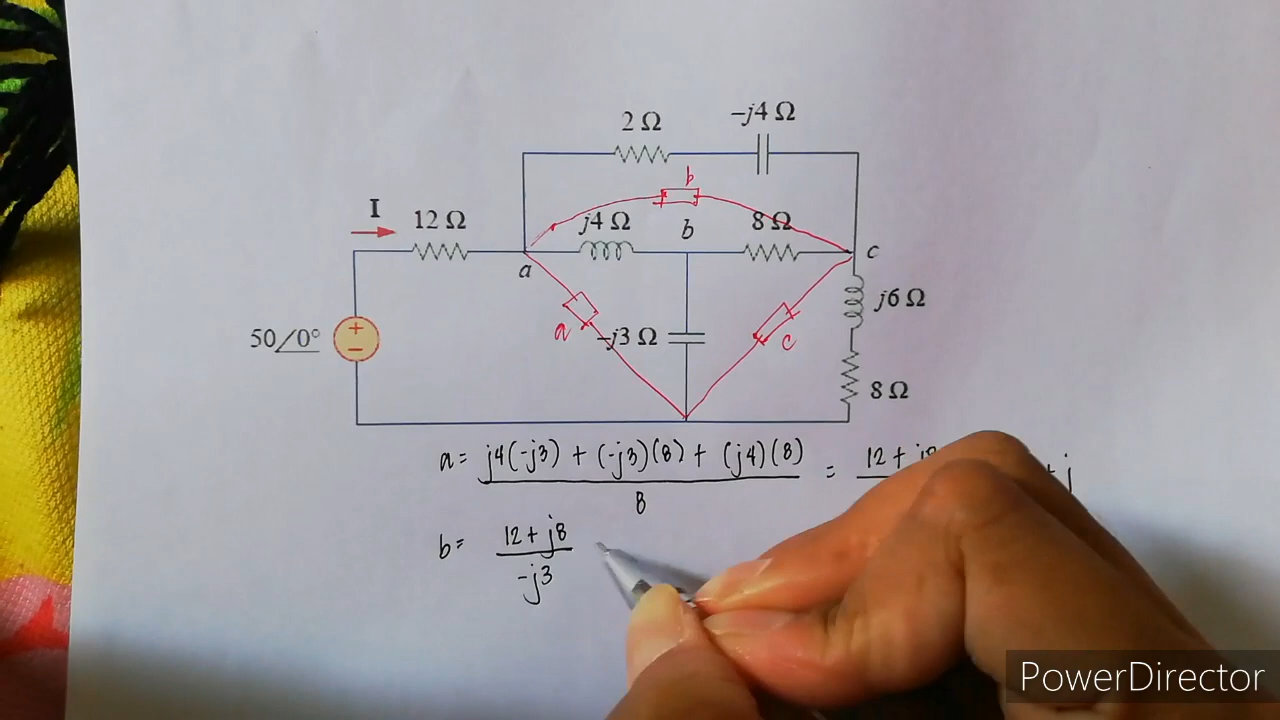 2 Ω
−j4 Ω
b
I
12 Ω
j4 Ω
b
8 Ω
a
c
j6 Ω
50/0°
+
−
a
−j3 Ω
c
8 Ω
a = j4(-j3) + (-j3)(8) + (j4)(8) / 8 = 12 + j8 + j
b = 12 + j8 / -j3
PowerDirector